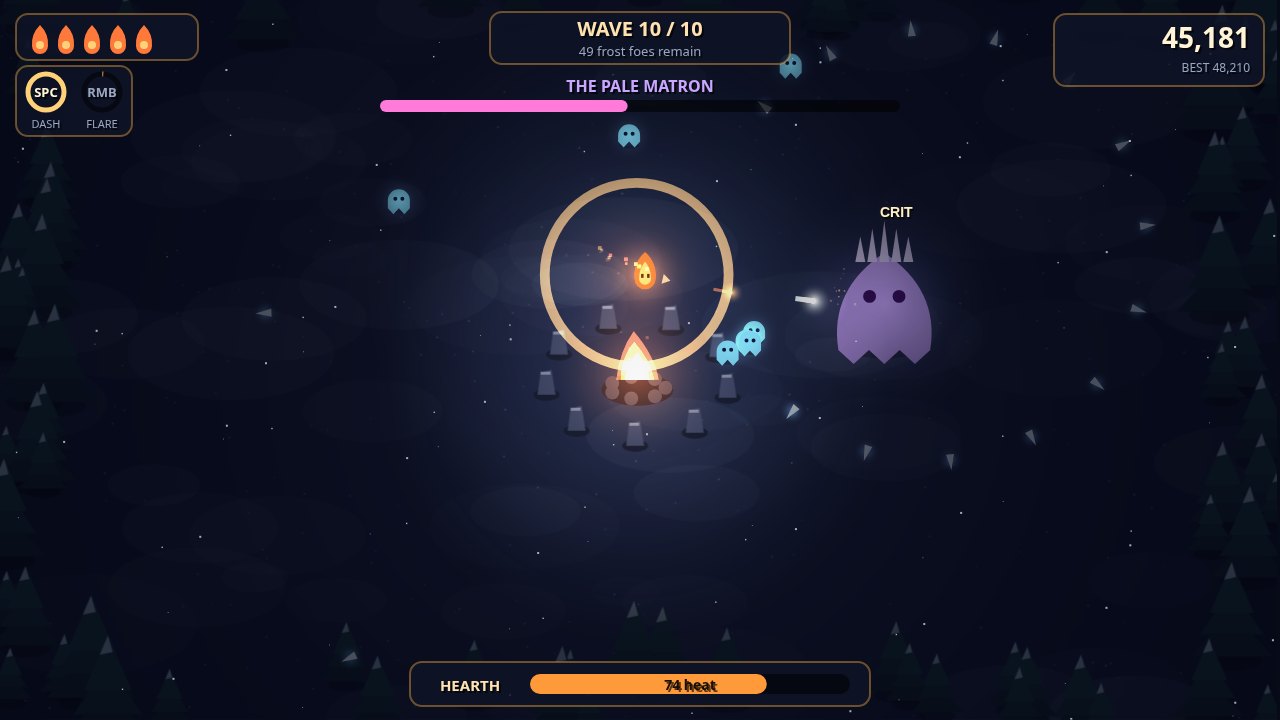 WAVE 10 / 10
49 frost foes remain
45,181
BEST 48,210
SPC
RMB
DASH
FLARE
THE PALE MATRON
CRIT
HEARTH
74 heat